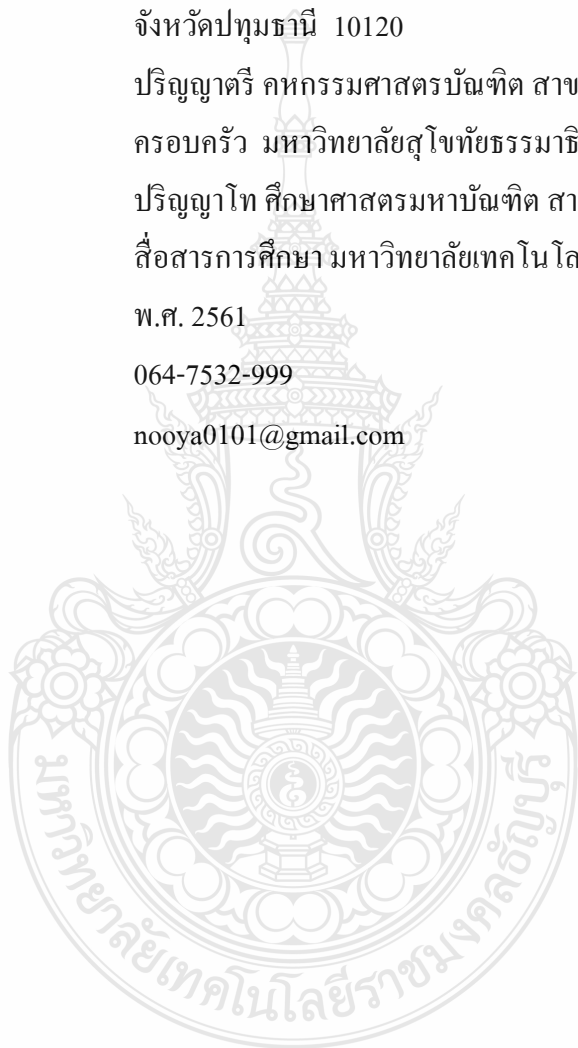 จังหวัดปทุมธานี 10120
ปริญญาตรี คหกรรมศาสตรบัณฑิต สาข
ครอบครัว มหาวิทยาลัยสุโขทัยธรรมาธิ
ปริญญาโท ศึกษาศาสตรมหาบัณฑิต สา
สื่อสารการศึกษา มหาวิทยาลัยเทคโนโล
พ.ศ. 2561
064-7532-999
nooya0101@gmail.com
มหาวิทยาลัยเทคโนโลยีราชมงคลธัญบุรี